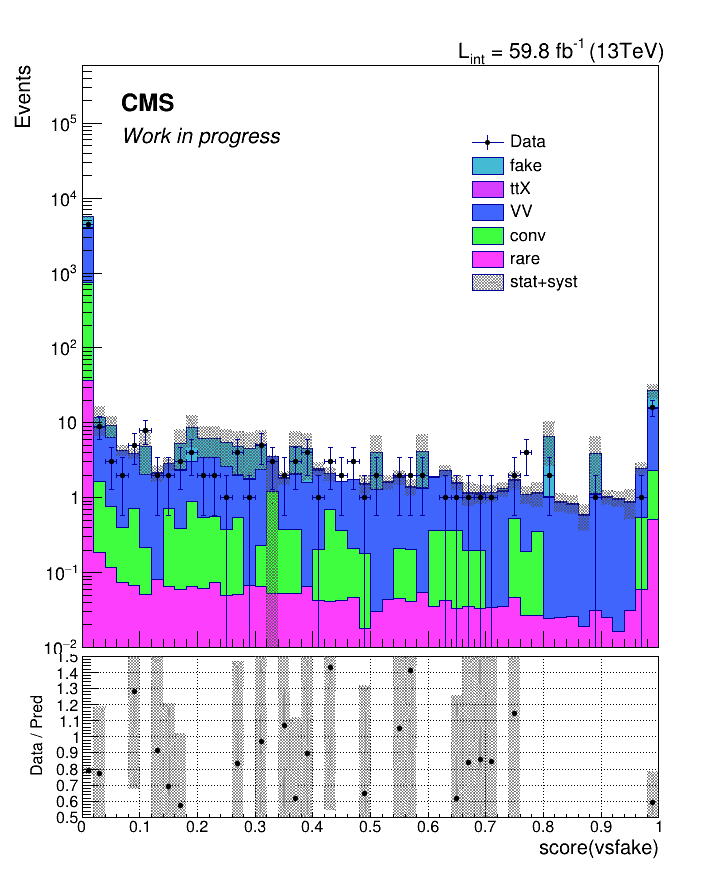 L_int = 59.8 fb^-1 (13TeV)
Events
CMS
Work in progress
Data
fake
ttX
VV
conv
rare
stat+syst
10^5
10^4
10^3
10^2
10
1
10^−1
10^−2
Data / Pred
1.5
1.4
1.3
1.2
1.1
1
0.9
0.8
0.7
0.6
0.5
0 0.1 0.2 0.3 0.4 0.5 0.6 0.7 0.8 0.9 1
score(vsfake)